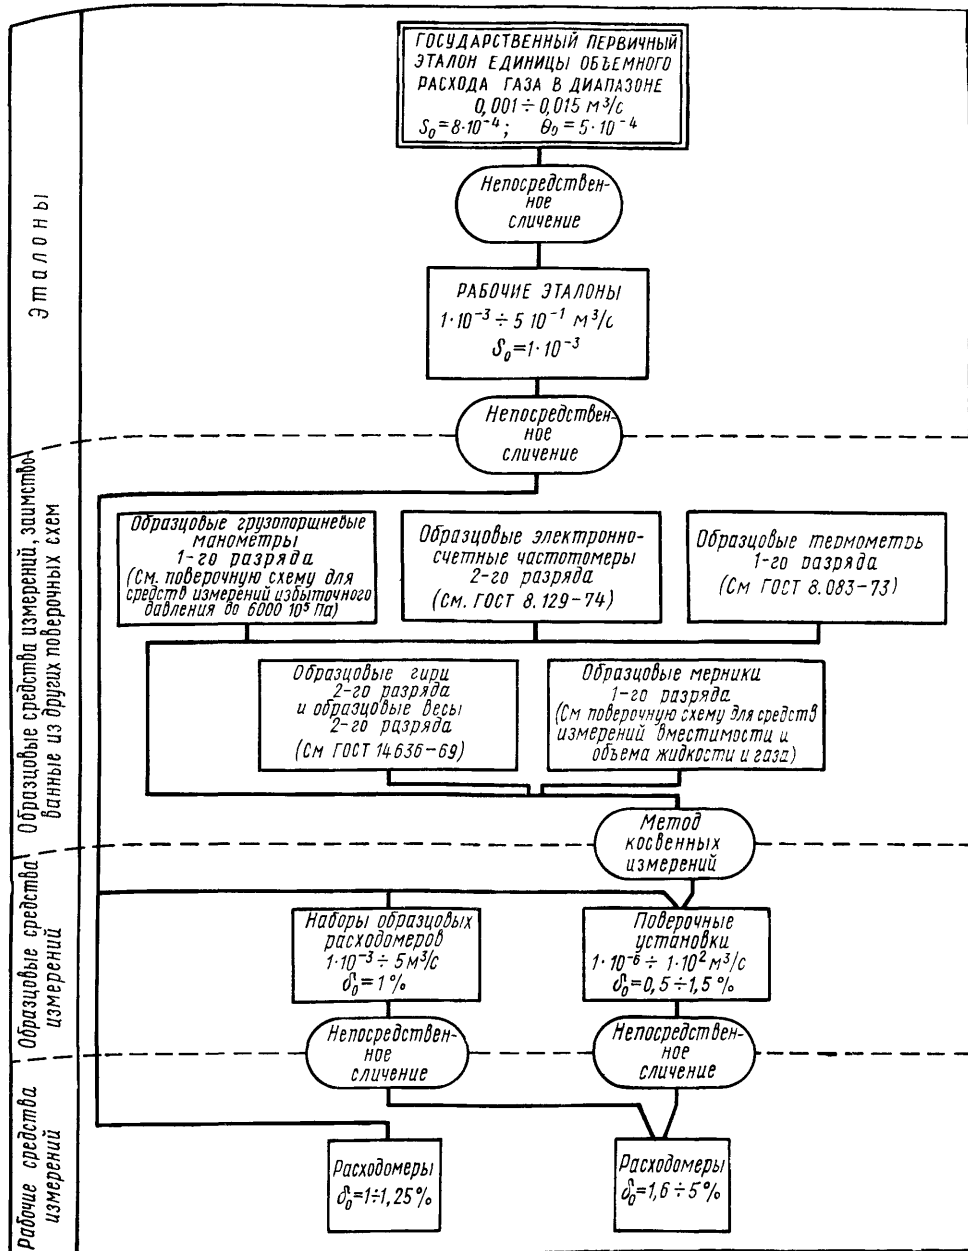 ГОСУДАРСТВЕННЫЙ ПЕРВИЧНЫЙ
ЭТАЛОН ЕДИНИЦЫ ОБЪЕМНОГО
РАСХОДА ГАЗА В ДИАПАЗОНЕ
0,001÷0,015 м³/с
S₀=8·10⁻⁴; θ₀=5·10⁻⁴
Непосредствен-
ное
сличение
Эталоны
РАБОЧИЕ ЭТАЛОНЫ
1·10⁻³÷5 10⁻¹ м³/с
S₀=1·10⁻³
Непосредствен-
ное
сличение
Образцовые средства измерений, заимство-
ванные из других поверочных схем
Образцовые грузопоршневые
манометры
1-го разряда
(См. поверочную схему для
средств измерений избыточного
давления до 6000 10⁵ Па)
Образцовые электронно-
счетные частотомеры
2-го разряда
(См. ГОСТ 8.129–74)
Образцовые термометры
1-го разряда
(См ГОСТ 8.083–73)
Образцовые гири
2-го разряда
и образцовые весы
2-го разряда
(См ГОСТ 14636–69)
Образцовые мерники
1-го разряда
(См поверочную схему для средств
измерений вместимости и
объема жидкости и газа)
Метод
косвенных
измерений
Образцовые средства
измерений
Наборы образцовых
расходомеров
1·10⁻³÷5м³/с
δ₀=1%
Поверочные
установки
1·10⁻⁶÷1·10² м³/с
δ₀=0,5÷1,5%
Непосредствен-
ное
сличение
Непосредствен-
ное
сличение
Рабочие средства
измерений
Расходомеры
δ₀=1÷1,25%
Расходомеры
δ₀=1,6÷5%